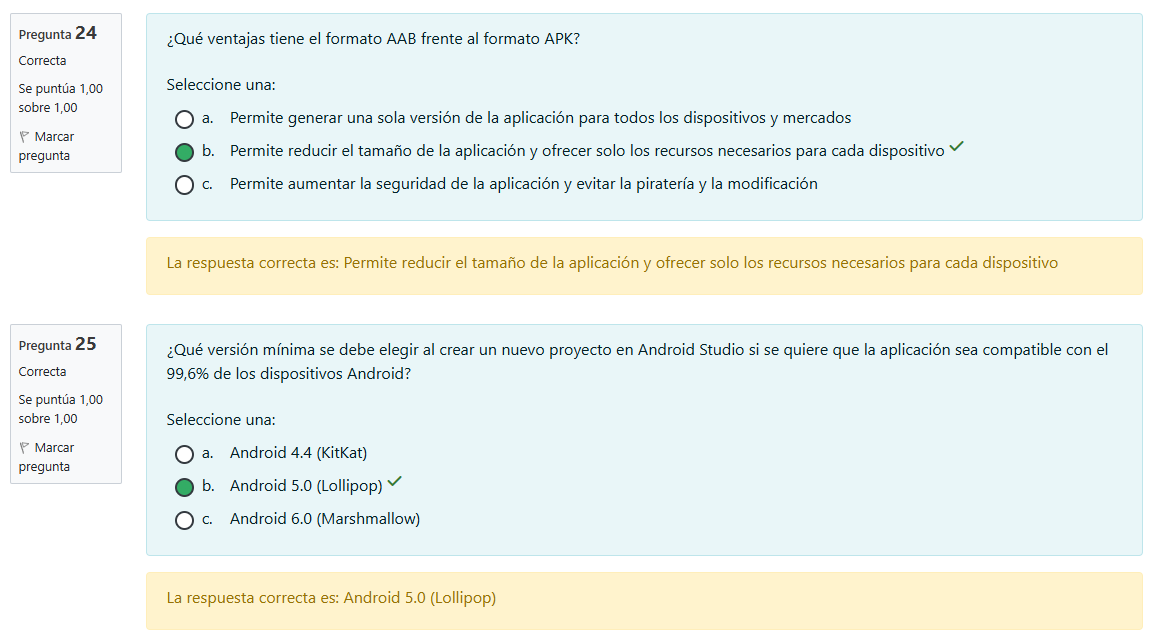 Pregunta 24
Correcta
Se puntúa 1,00
sobre 1,00
Marcar
pregunta
¿Qué ventajas tiene el formato AAB frente al formato APK?
Seleccione una:
a. Permite generar una sola versión de la aplicación para todos los dispositivos y mercados
b. Permite reducir el tamaño de la aplicación y ofrecer solo los recursos necesarios para cada dispositivo
c. Permite aumentar la seguridad de la aplicación y evitar la piratería y la modificación
La respuesta correcta es: Permite reducir el tamaño de la aplicación y ofrecer solo los recursos necesarios para cada dispositivo
Pregunta 25
Correcta
Se puntúa 1,00
sobre 1,00
Marcar
pregunta
¿Qué versión mínima se debe elegir al crear un nuevo proyecto en Android Studio si se quiere que la aplicación sea compatible con el
99,6% de los dispositivos Android?
Seleccione una:
a. Android 4.4 (KitKat)
b. Android 5.0 (Lollipop)
c. Android 6.0 (Marshmallow)
La respuesta correcta es: Android 5.0 (Lollipop)